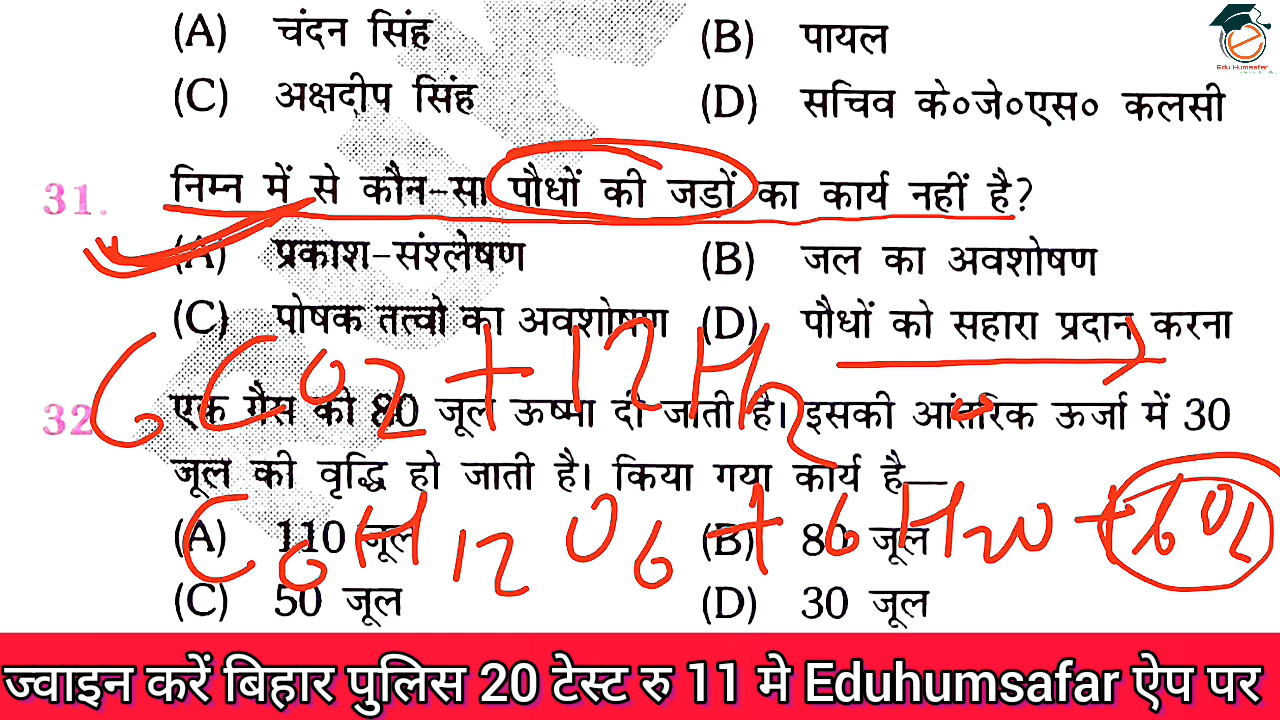 (A) चंदन सिंह (B) पायल
Edu Humsafar
(C) अक्षदीप सिंह (D) सचिव के०जे०एस० कलसी
31. निम्न में से कौन-सा पौधों की जडों का कार्य नहीं है?
(A) प्रकाश-संश्लेषण (B) जल का अवशोषण
(C) पोषक तत्वो का अवशोषण (D) पौधों को सहारा प्रदान करना
6CO2 + 12H2O →
32 एक गैस को 80 जूल ऊष्मा दी जाती है। इसकी आंतरिक ऊर्जा में 30
जूल की वृद्धि हो जाती है। किया गया कार्य है—
C6H12O6 + 6H2O + 6O2
(A) 110 जूल (B) 80 जूल
(C) 50 जूल (D) 30 जूल
ज्वाइन करें बिहार पुलिस 20 टेस्ट रु 11 मे Eduhumsafar ऐप पर